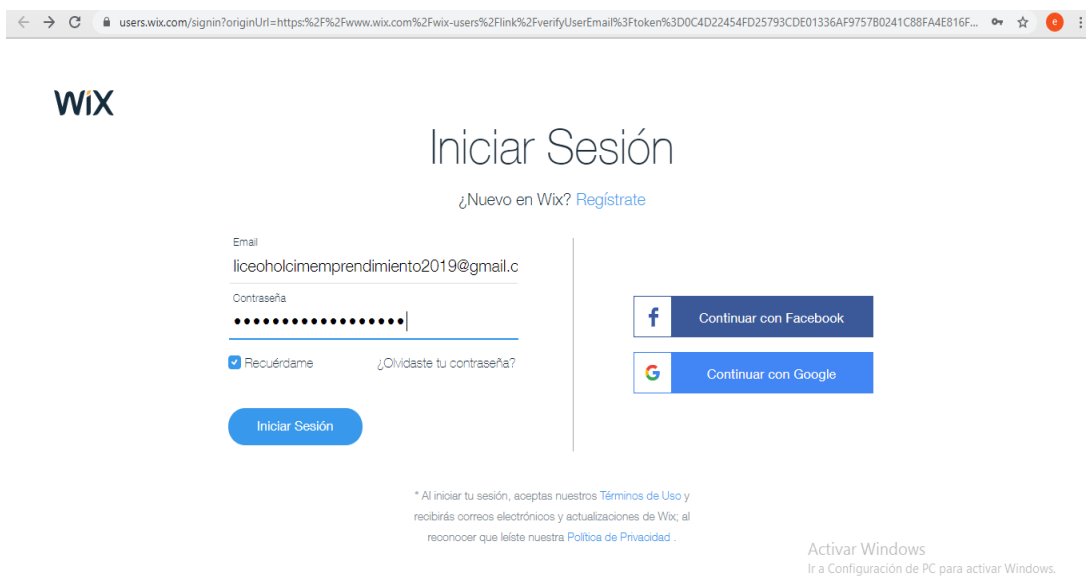 users.wix.com/signin?originUrl=https:%2F%2Fwww.wix.com%2Fwix-users%2Flink%2FverifyUserEmail%3Ftoken%3D0C4D22454FD25793CDE01336AF9757B0241C88FA4E816F...
e
WiX
Iniciar Sesión
¿Nuevo en Wix? Regístrate
Email
liceoholcimemprendimiento2019@gmail.c
Contraseña
••••••••••••••••••
Recuérdame ¿Olvidaste tu contraseña?
Iniciar Sesión
f Continuar con Facebook
G Continuar con Google
* Al iniciar tu sesión, aceptas nuestros Términos de Uso y
recibirás correos electrónicos y actualizaciones de Wix; al
reconocer que leíste nuestra Política de Privacidad .
Activar Windows
Ir a Configuración de PC para activar Windows.